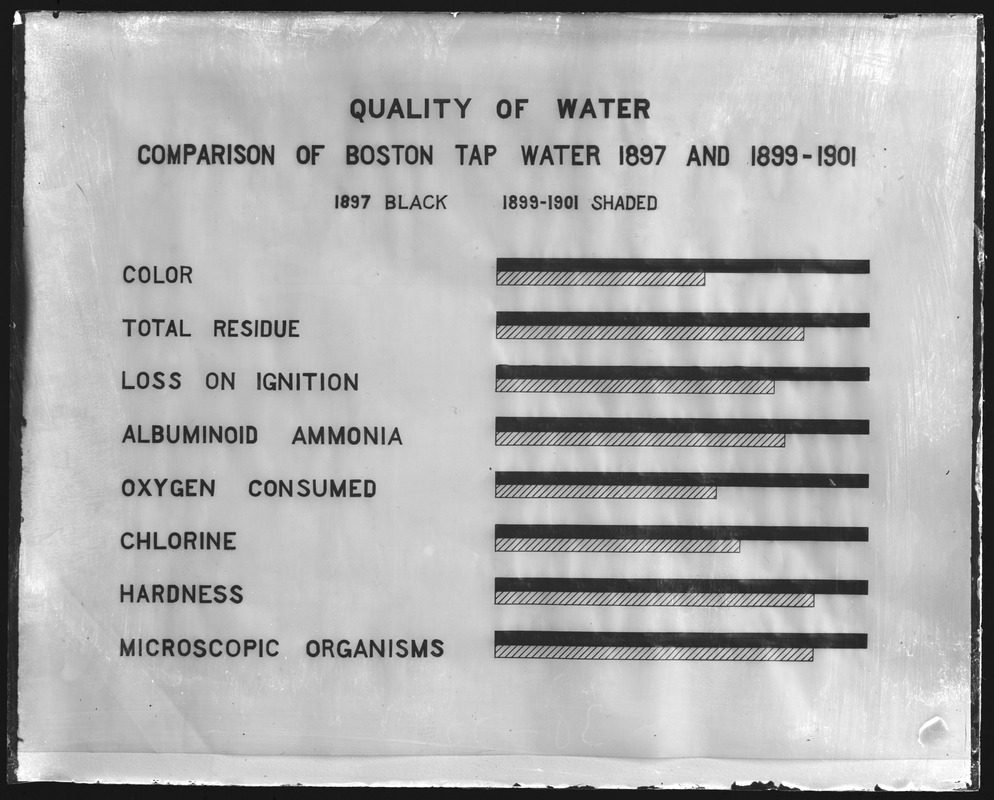 QUALITY OF WATER
COMPARISON OF BOSTON TAP WATER 1897 AND 1899-1901
1897 BLACK 1899-1901 SHADED
COLOR
TOTAL RESIDUE
LOSS ON IGNITION
ALBUMINOID AMMONIA
OXYGEN CONSUMED
CHLORINE
HARDNESS
MICROSCOPIC ORGANISMS